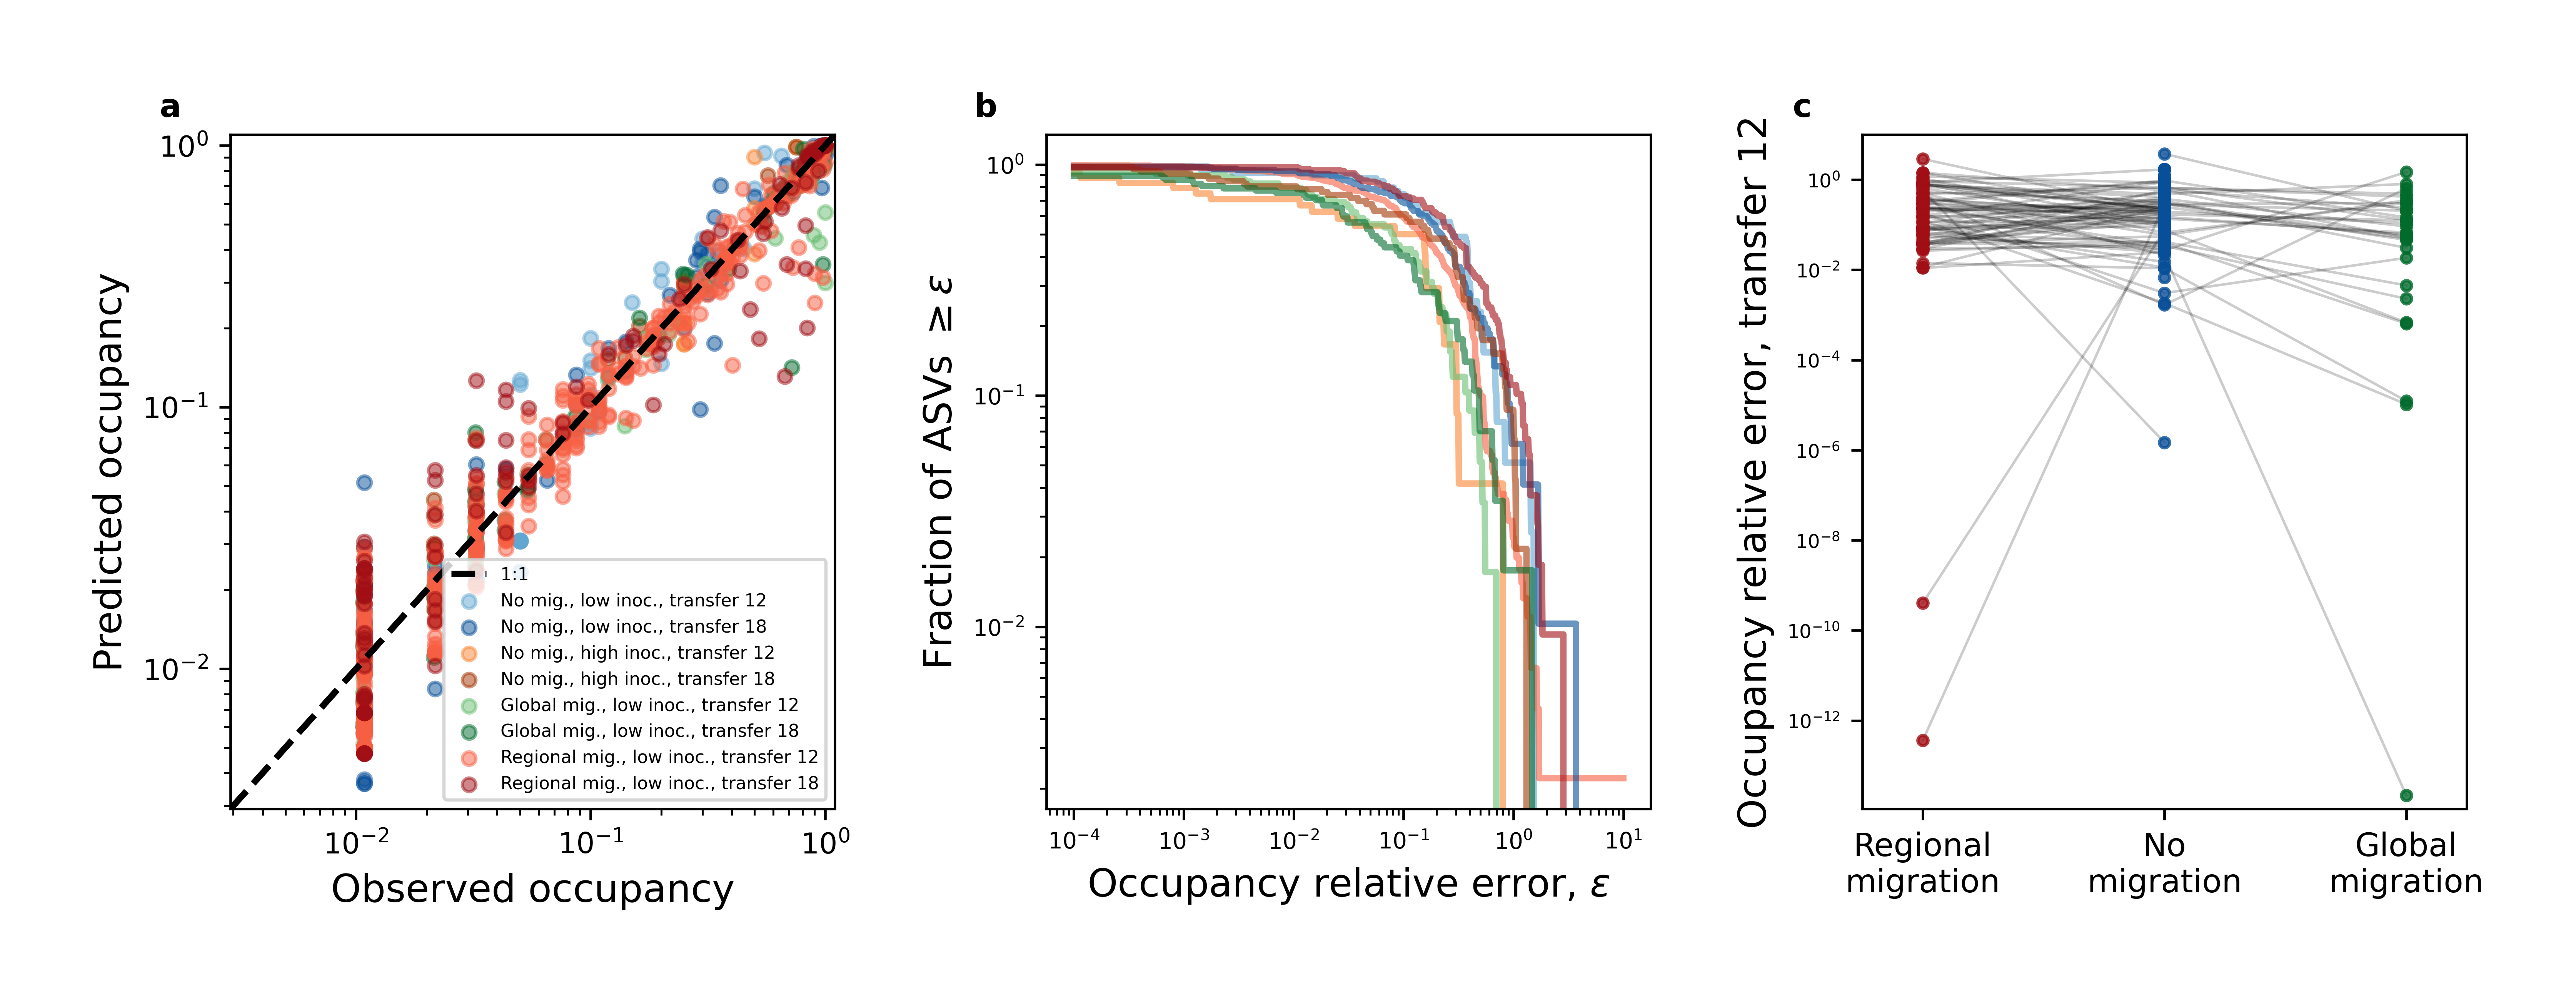 a
Predicted occupancy
10^0
10^-1
10^-2
10^-2
10^-1
10^0
Observed occupancy
1:1
No mig., low inoc., transfer 12
No mig., low inoc., transfer 18
No mig., high inoc., transfer 12
No mig., high inoc., transfer 18
Global mig., low inoc., transfer 12
Global mig., low inoc., transfer 18
Regional mig., low inoc., transfer 12
Regional mig., low inoc., transfer 18
b
Fraction of ASVs ≥ ε
10^0
10^-1
10^-2
10^-4
10^-3
10^-2
10^-1
10^0
10^1
Occupancy relative error, ε
c
Occupancy relative error, transfer 12
10^0
10^-2
10^-4
10^-6
10^-8
10^-10
10^-12
Regional
migration
No
migration
Global
migration